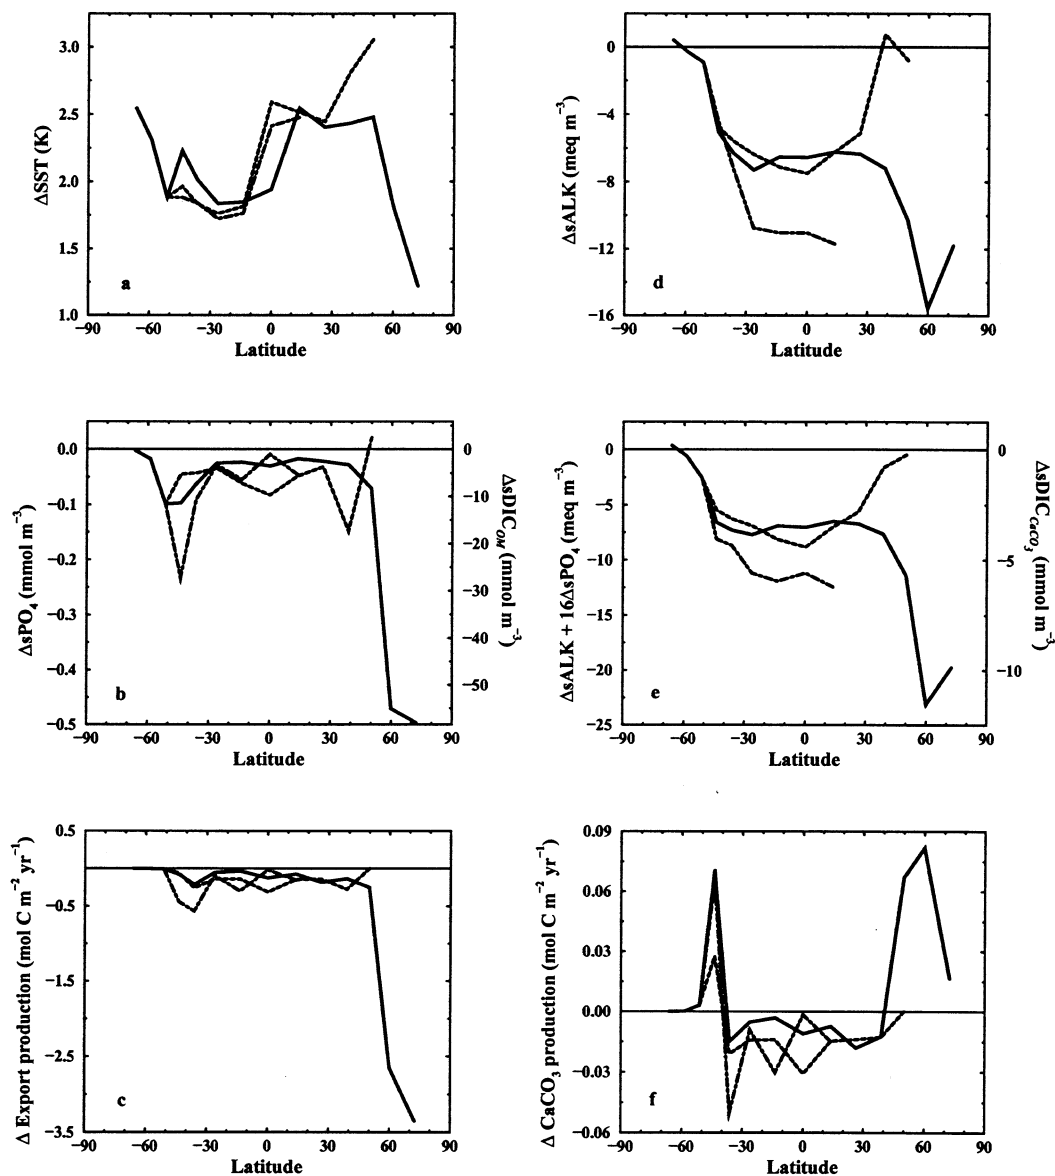 3.0
2.5
2.0
1.5
1.0
ΔSST (K)
a
−90 −60 −30 0 30 60 90
Latitude
0
−4
−8
−12
−16
ΔsALK (meq m⁻³)
d
−90 −60 −30 0 30 60 90
Latitude
0.0
−0.1
−0.2
−0.3
−0.4
−0.5
ΔsPO₄ (mmol m⁻³)
b
0
−10
−20
−30
−40
−50
ΔsDIC_OM (mmol m⁻³)
−90 −60 −30 0 30 60 90
Latitude
0
−5
−10
−15
−20
−25
ΔsALK + 16ΔsPO₄ (meq m⁻³)
e
0
−5
−10
ΔsDIC_CaCO₃ (mmol m⁻³)
−90 −60 −30 0 30 60 90
Latitude
0.5
−0.5
−1.5
−2.5
−3.5
Δ Export production (mol C m⁻² yr⁻¹)
c
−90 −60 −30 0 30 60 90
Latitude
0.09
0.06
0.03
0.00
−0.03
−0.06
Δ CaCO₃ production (mol C m⁻² yr⁻¹)
f
−90 −60 −30 0 30 60 90
Latitude